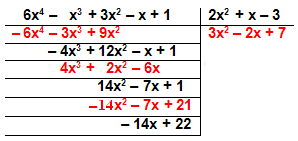 6x⁴ – x³ + 3x² – x + 1 2x² + x – 3
– 6x⁴ – 3x³ + 9x² 3x² – 2x + 7
– 4x³ + 12x² – x + 1
4x³ + 2x² – 6x
14x² – 7x + 1
–14x² – 7x + 21
– 14x + 22